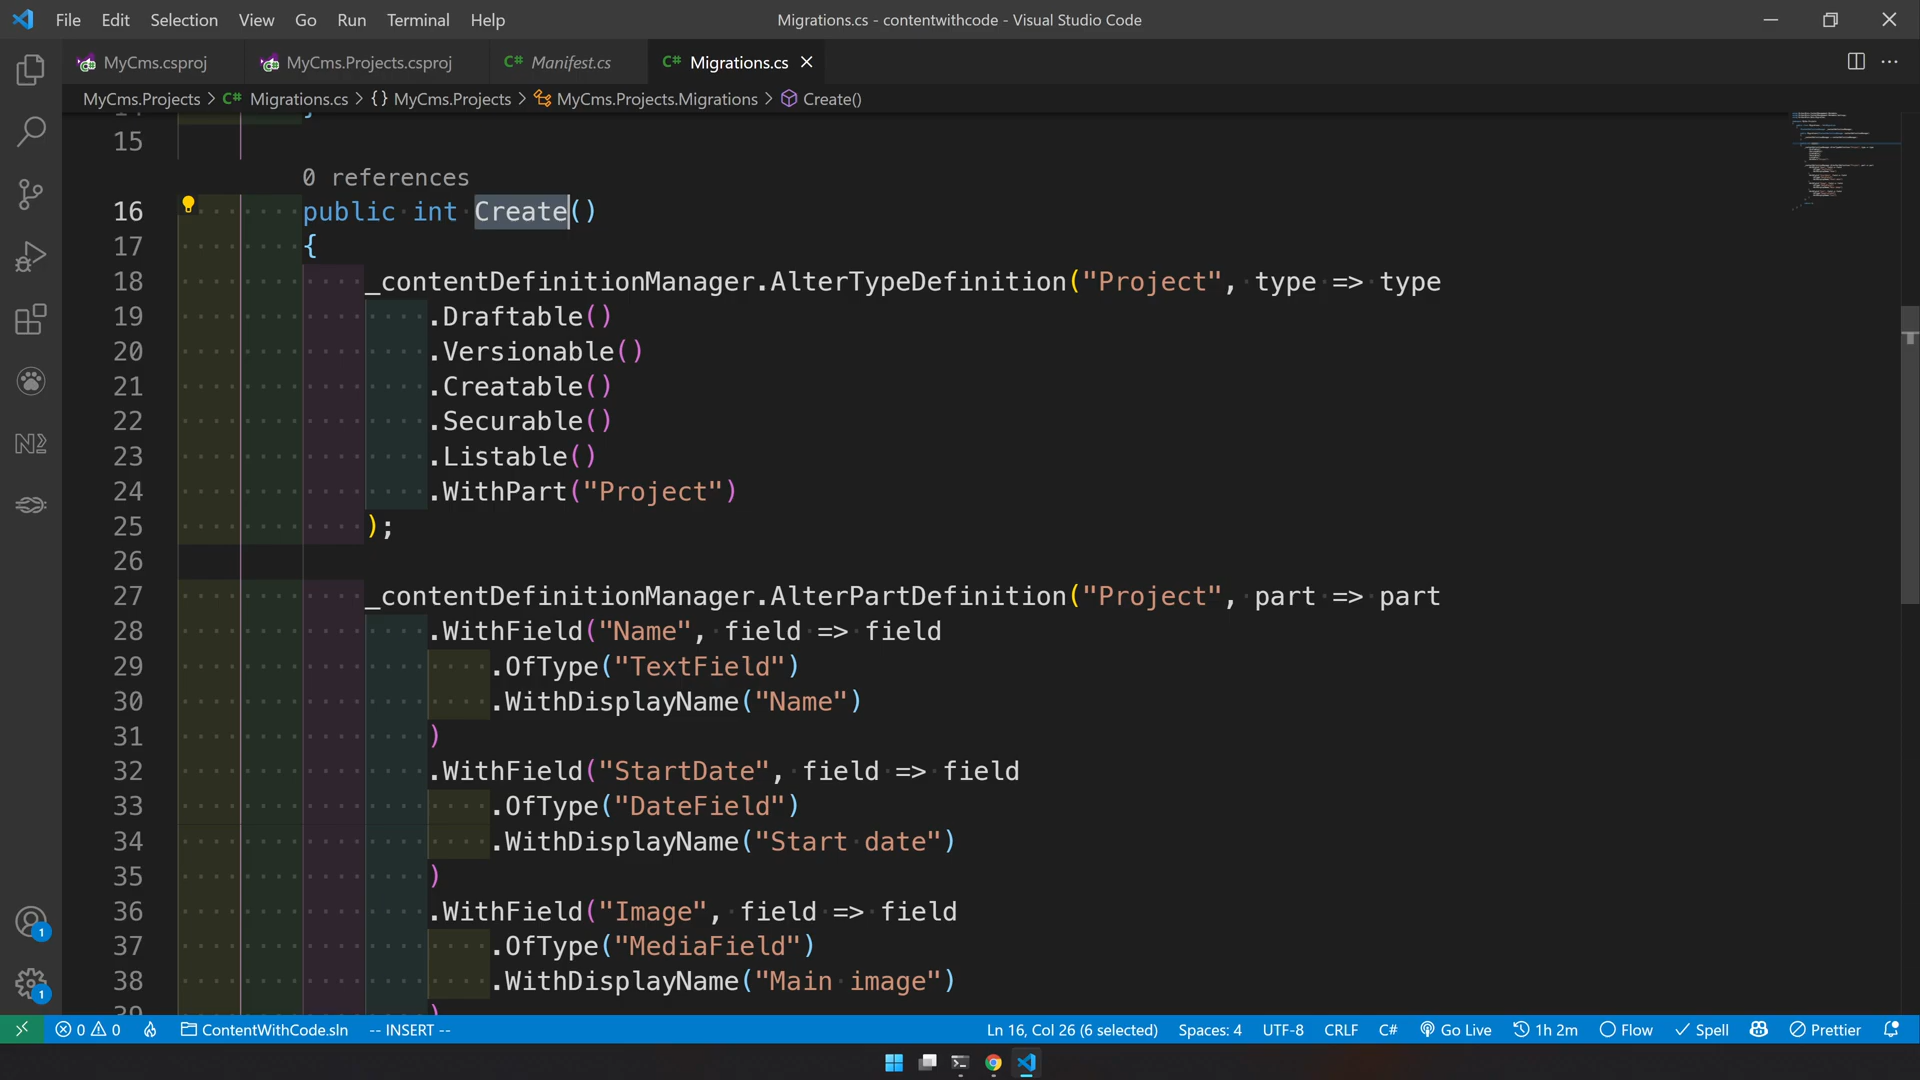 File Edit Selection View Go Run Terminal Help
Migrations.cs - contentwithcode - Visual Studio Code
MyCms.csproj
MyCms.Projects.csproj
C# Manifest.cs
C# Migrations.cs
MyCms.Projects > C# Migrations.cs > {} MyCms.Projects > MyCms.Projects.Migrations > Create()
15
0 references
16 public int Create()
17 {
18 _contentDefinitionManager.AlterTypeDefinition("Project", type => type
19 .Draftable()
20 .Versionable()
21 .Creatable()
22 .Securable()
23 .Listable()
24 .WithPart("Project")
25 );
26
27 _contentDefinitionManager.AlterPartDefinition("Project", part => part
28 .WithField("Name", field => field
29 .OfType("TextField")
30 .WithDisplayName("Name")
31 )
32 .WithField("StartDate", field => field
33 .OfType("DateField")
34 .WithDisplayName("Start date")
35 )
36 .WithField("Image", field => field
37 .OfType("MediaField")
38 .WithDisplayName("Main image")
39 )
1
1
0 0 ContentWithCode.sln -- INSERT -- Ln 16, Col 26 (6 selected) Spaces: 4 UTF-8 CRLF C# Go Live 1h 2m Flow Spell Prettier